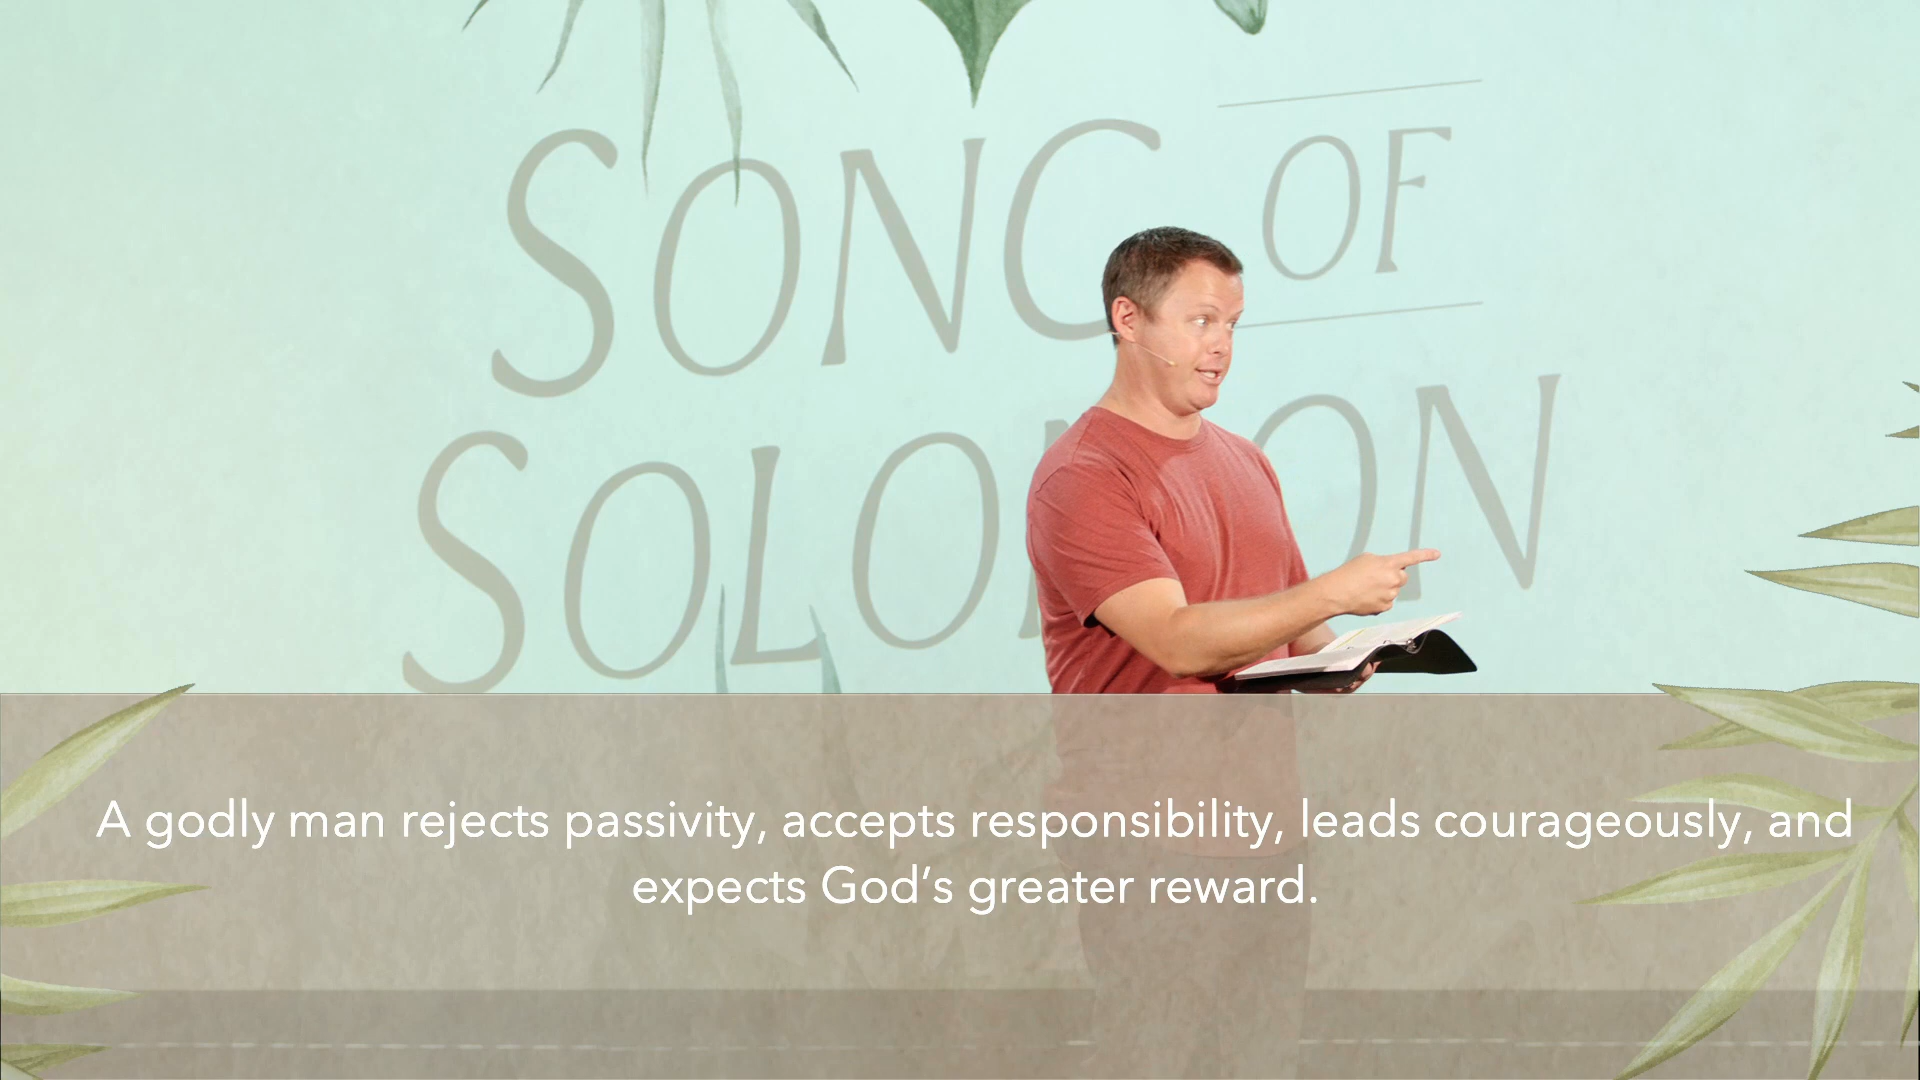 SONG OF
SOLOMON
A godly man rejects passivity, accepts responsibility, leads courageously, and
expects God’s greater reward.